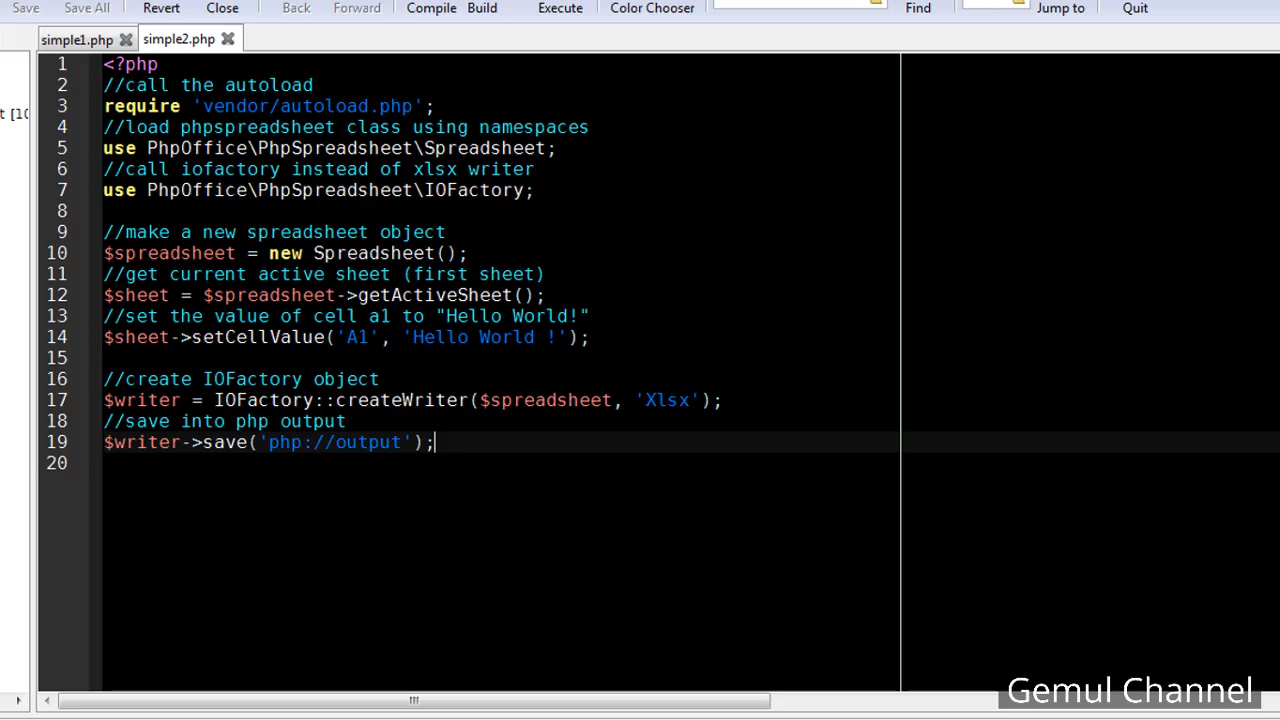 Save Save All Revert Close Back Forward Compile Build Execute Color Chooser Find Jump to Quit
simple1.php simple2.php
t [10
1 <?php
2 //call the autoload
3 require 'vendor/autoload.php';
4 //load phpspreadsheet class using namespaces
5 use PhpOffice\PhpSpreadsheet\Spreadsheet;
6 //call iofactory instead of xlsx writer
7 use PhpOffice\PhpSpreadsheet\IOFactory;
8
9 //make a new spreadsheet object
10 $spreadsheet = new Spreadsheet();
11 //get current active sheet (first sheet)
12 $sheet = $spreadsheet->getActiveSheet();
13 //set the value of cell a1 to "Hello World!"
14 $sheet->setCellValue('A1', 'Hello World !');
15
16 //create IOFactory object
17 $writer = IOFactory::createWriter($spreadsheet, 'Xlsx');
18 //save into php output
19 $writer->save('php://output');
20
Gemul Channel